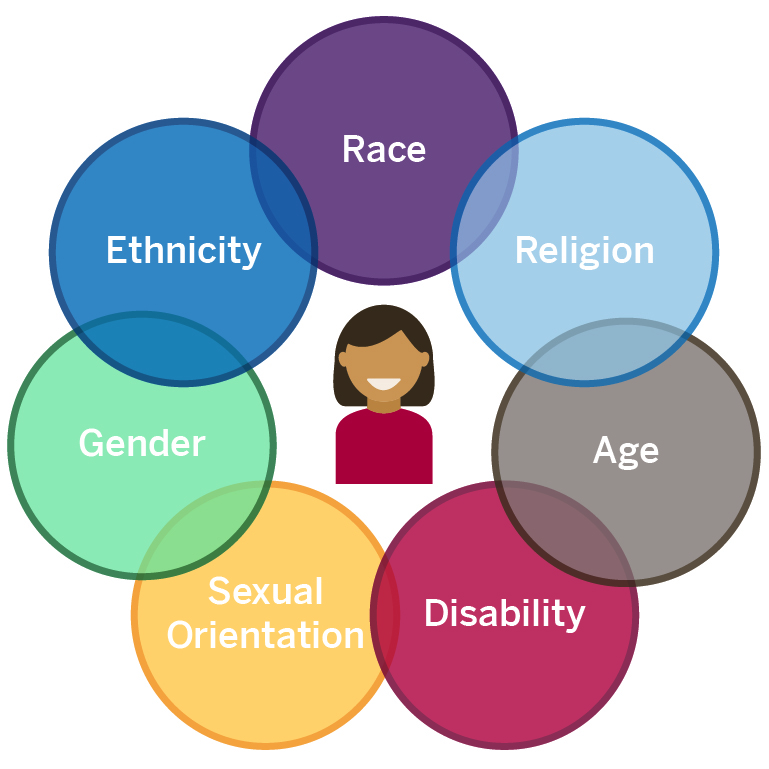 Race
Ethnicity
Religion
Gender
Age
Sexual
Orientation
Disability